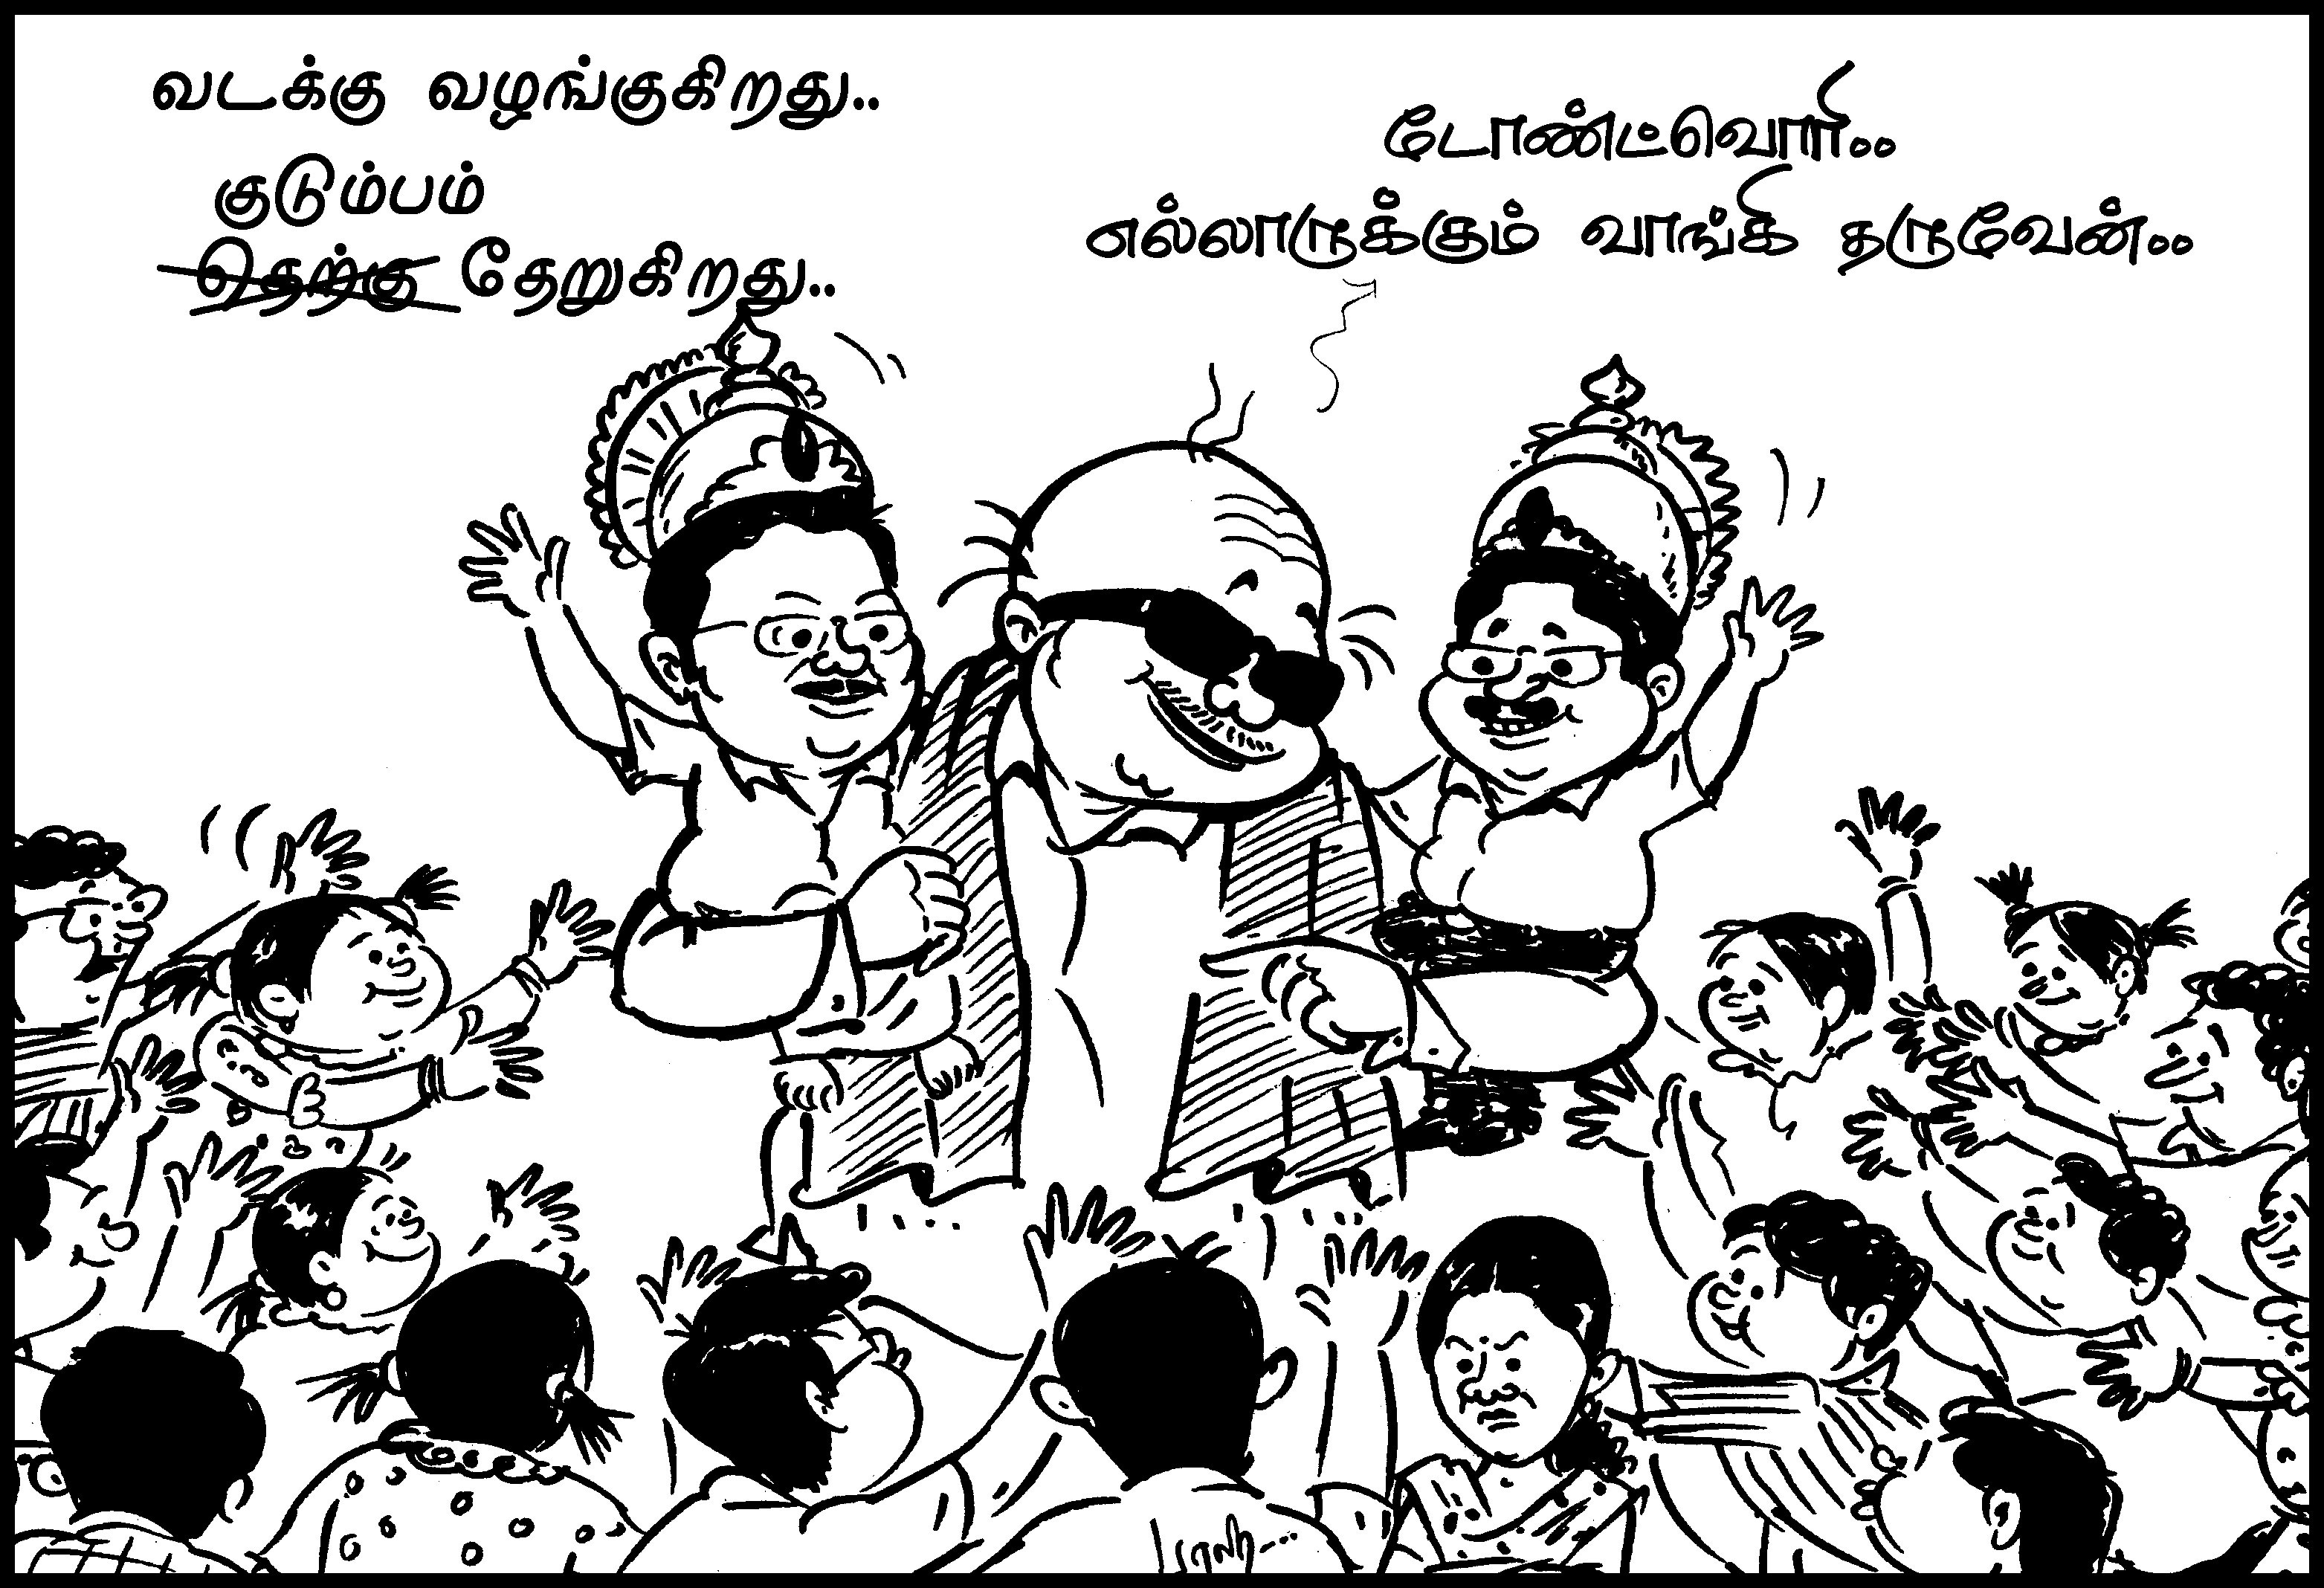 வடக்கு வழங்குகிறது..
குடும்பம்
தெற்கு தேறுகிறது..
டோண்ட்வொரி..
எல்லாருக்கும் வாங்கி தருவேன்..
பாலா...